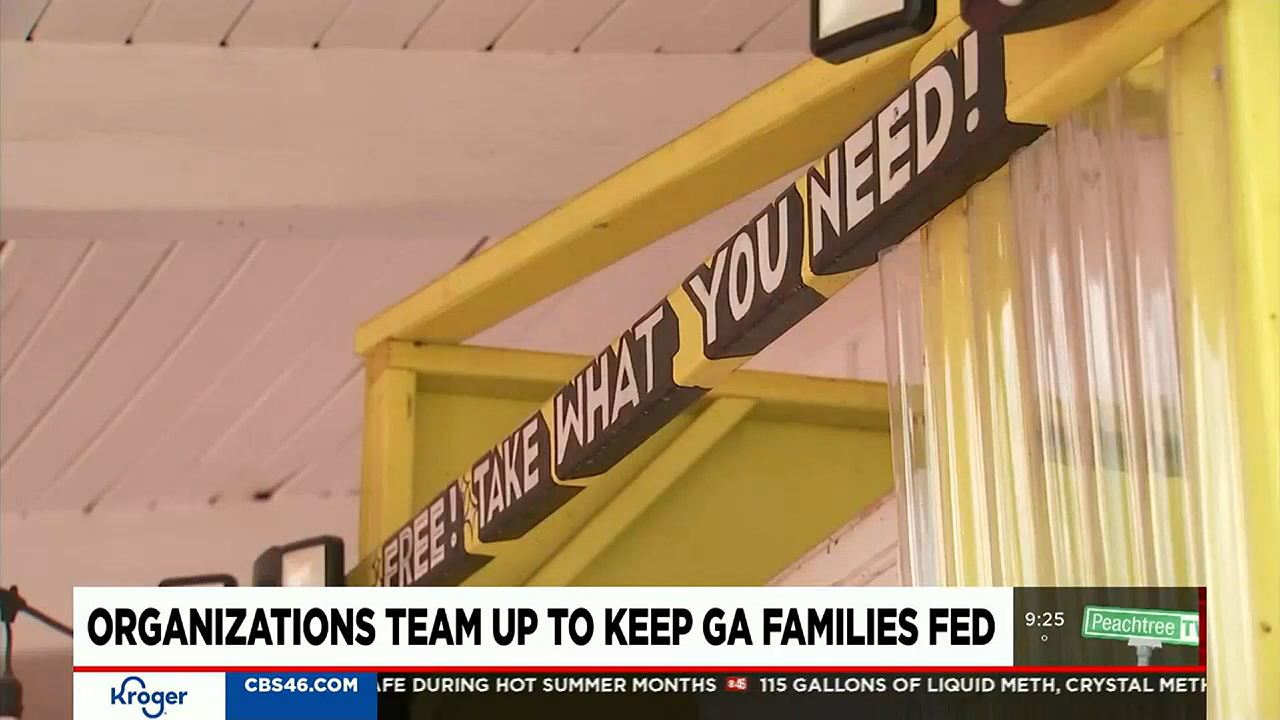 FREE! TAKE WHAT YOU NEED!
ORGANIZATIONS TEAM UP TO KEEP GA FAMILIES FED
9:25
Peachtree TV
Kroger
CBS46.COM
AFE DURING HOT SUMMER MONTHS
115 GALLONS OF LIQUID METH, CRYSTAL METH